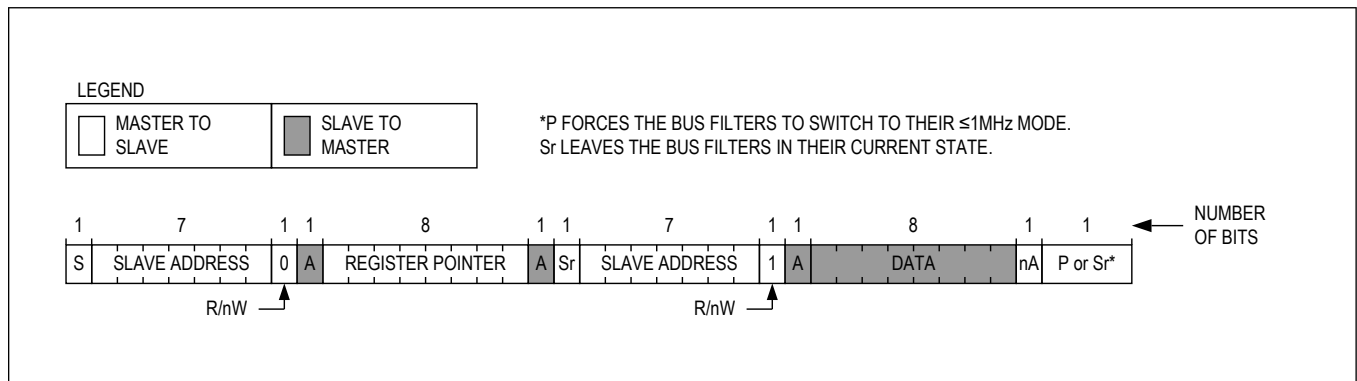 LEGEND
MASTER TO
SLAVE
SLAVE TO
MASTER
*P FORCES THE BUS FILTERS TO SWITCH TO THEIR ≤1MHz MODE.
Sr LEAVES THE BUS FILTERS IN THEIR CURRENT STATE.
1 7 1 1 8 1 1 7 1 1 8 1 1 NUMBER
OF BITS
S SLAVE ADDRESS 0 A REGISTER POINTER A Sr SLAVE ADDRESS 1 A DATA nA P or Sr*
R/nW R/nW